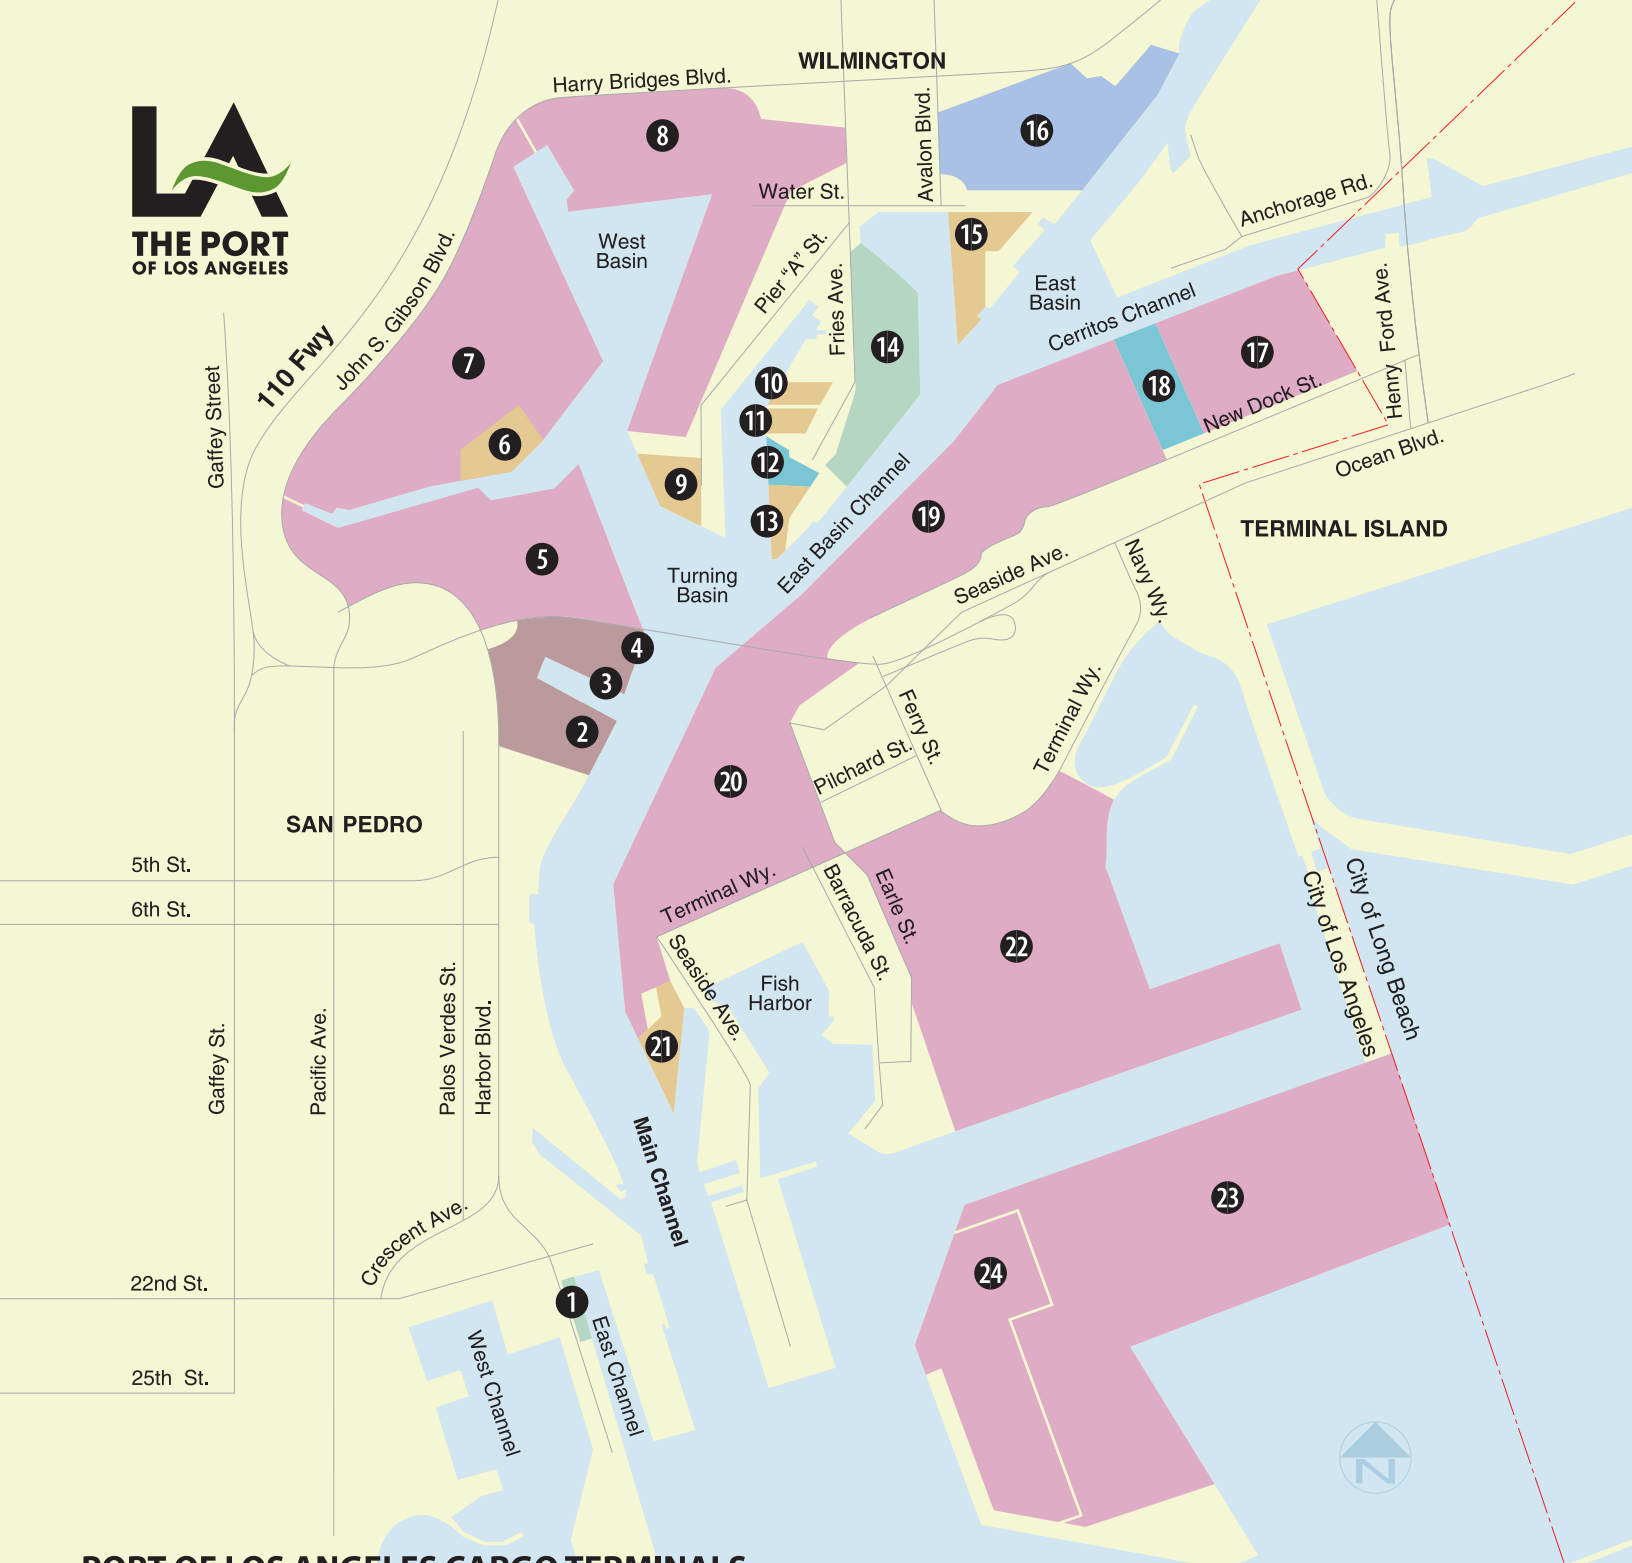 WILMINGTON
Harry Bridges Blvd.
LA
THE PORT
OF LOS ANGELES
8
16
Avalon Blvd.
Water St.
Anchorage Rd.
15
West
Basin
John S. Gibson Blvd.
Pier "A" St.
Fries Ave.
East
Basin
Cerritos Channel
Henry Ford Ave.
110 Fwy
7
14
17
18
10
11
12
13
Gaffey Street
New Dock St.
6
9
Ocean Blvd.
East Basin Channel
19
TERMINAL ISLAND
5
Turning
Basin
Seaside Ave.
Navy Wy.
4
3
2
Terminal Wy.
Ferry St.
Pilchard St.
20
SAN PEDRO
5th St.
6th St.
Terminal Wy.
Barracuda St.
Earle St.
22
City of Long Beach
City of Los Angeles
Seaside Ave.
Fish
Harbor
21
Gaffey St.
Pacific Ave.
Palos Verdes St.
Harbor Blvd.
Main Channel
23
Crescent Ave.
22nd St.
24
1
25th St.
West Channel
East Channel
N
PORT OF LOS ANGELES CARGO TERMINALS